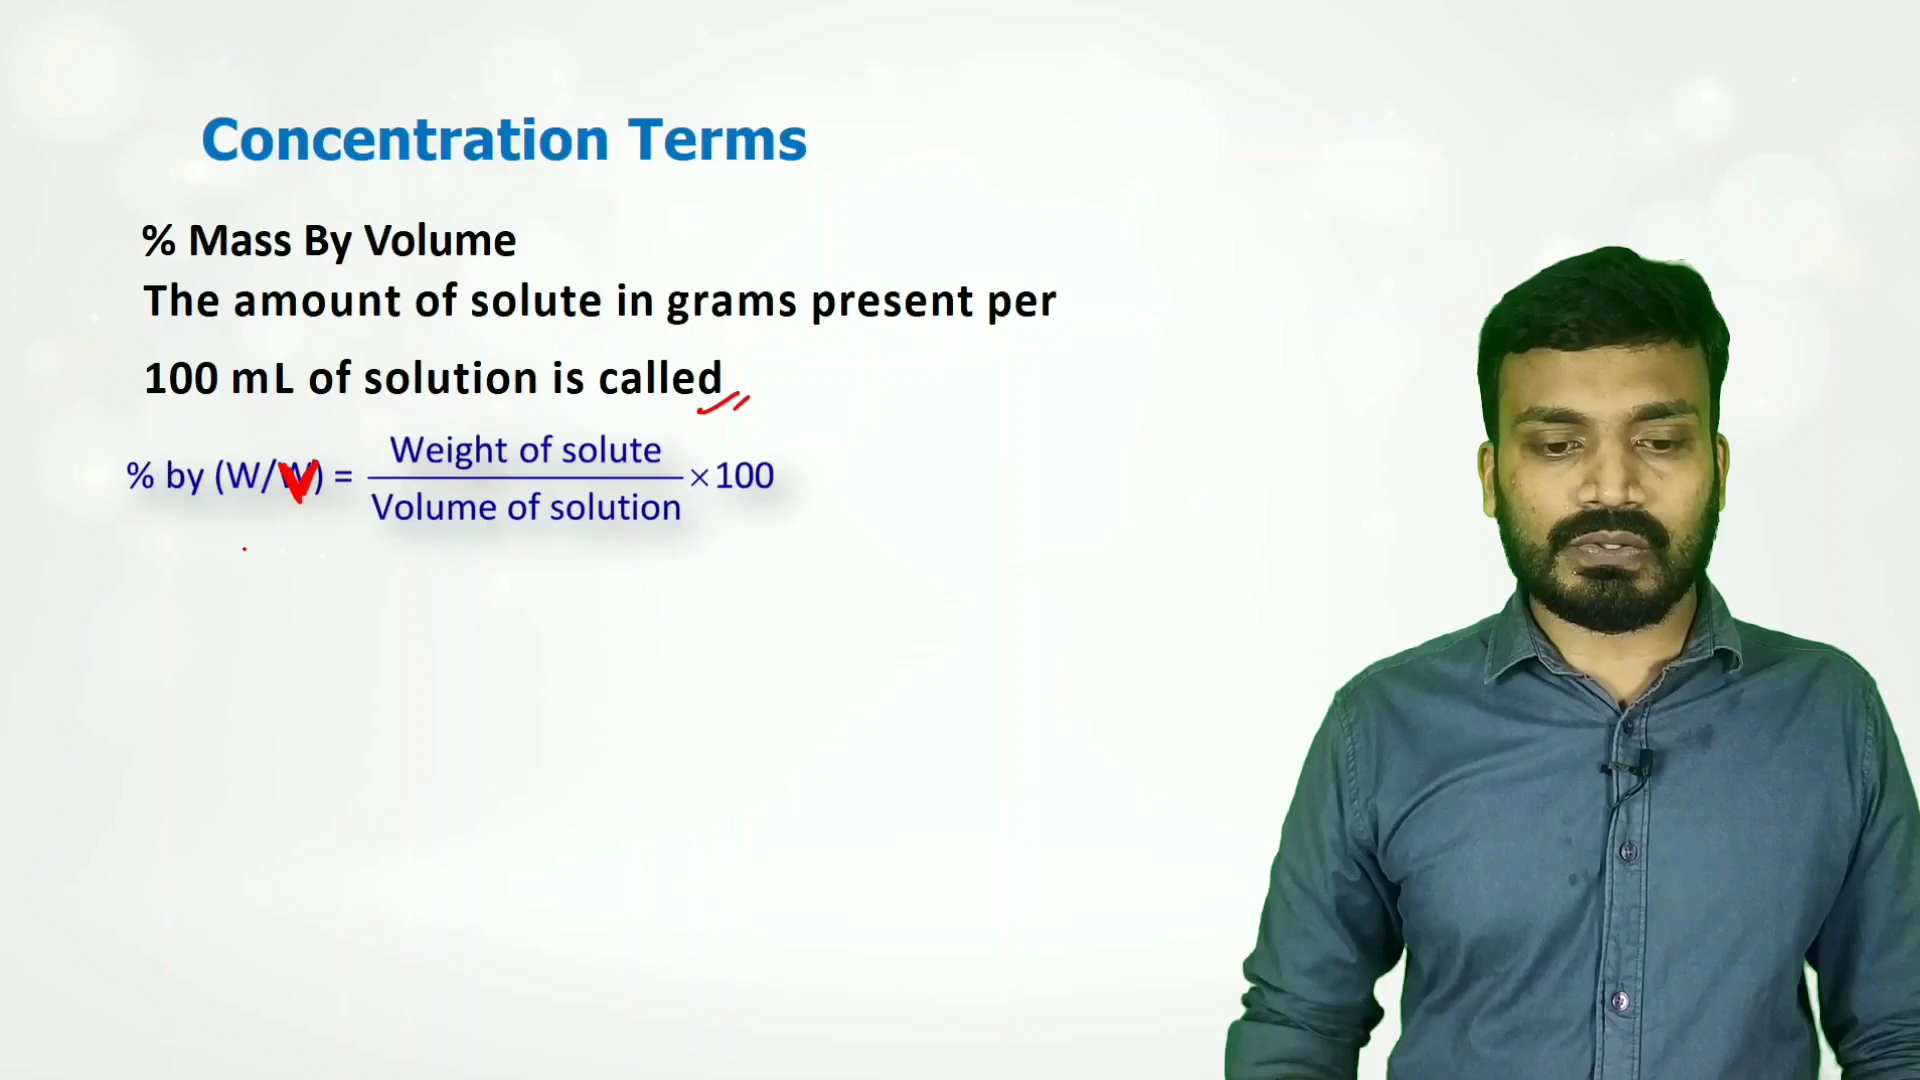 Concentration Terms
% Mass By Volume
The amount of solute in grams present per
100 mL of solution is called
% by (W/V) = Weight of solute / Volume of solution ×100